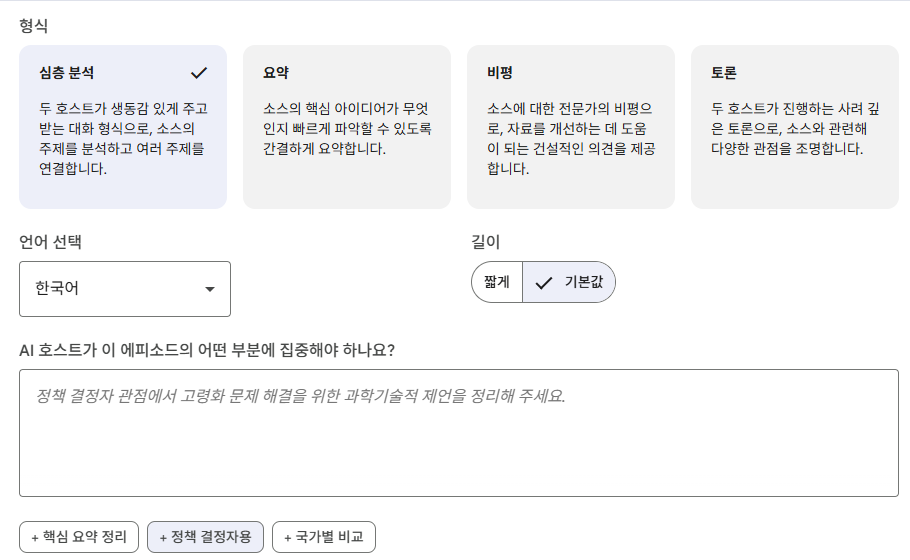 형식
심층 분석
두 호스트가 생동감 있게 주고
받는 대화 형식으로, 소스의
주제를 분석하고 여러 주제를
연결합니다.
요약
소스의 핵심 아이디어가 무엇
인지 빠르게 파악할 수 있도록
간결하게 요약합니다.
비평
소스에 대한 전문가의 비평으
로, 자료를 개선하는 데 도움
이 되는 건설적인 의견을 제공
합니다.
토론
두 호스트가 진행하는 사려 깊
은 토론으로, 소스와 관련해
다양한 관점을 조명합니다.
언어 선택
한국어
길이
짧게
기본값
AI 호스트가 이 에피소드의 어떤 부분에 집중해야 하나요?
정책 결정자 관점에서 고령화 문제 해결을 위한 과학기술적 제언을 정리해 주세요.
+ 핵심 요약 정리
+ 정책 결정자용
+ 국가별 비교